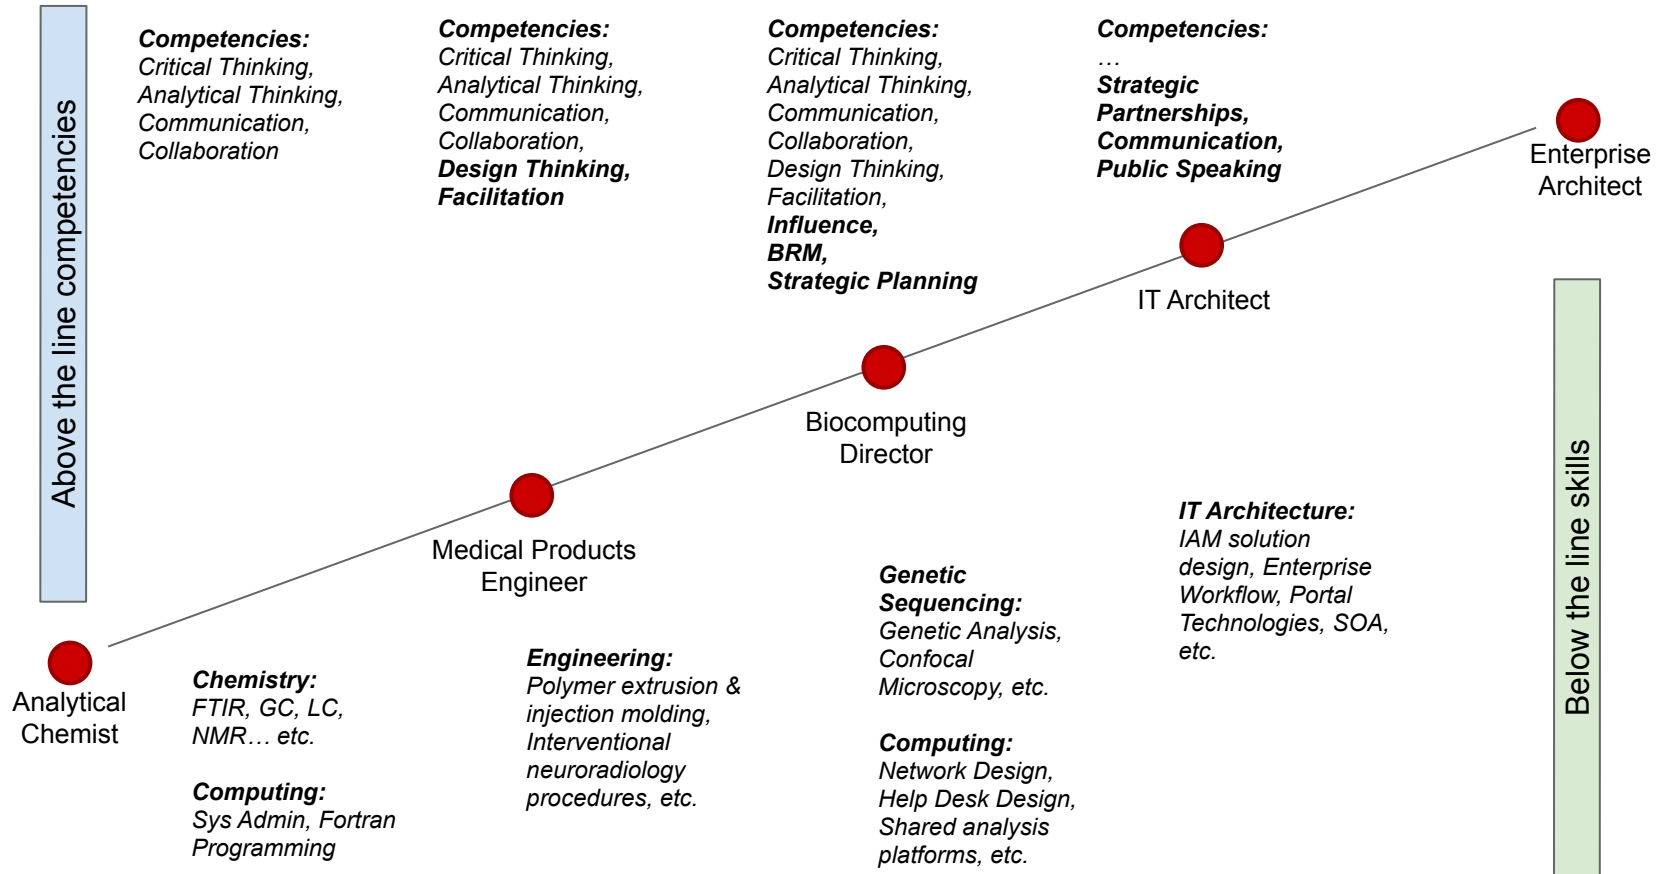 Above the line competencies
Competencies:
Critical Thinking,
Analytical Thinking,
Communication,
Collaboration
Competencies:
Critical Thinking,
Analytical Thinking,
Communication,
Collaboration,
Design Thinking,
Facilitation
Competencies:
Critical Thinking,
Analytical Thinking,
Communication,
Collaboration,
Design Thinking,
Facilitation,
Influence,
BRM,
Strategic Planning
Competencies:
…
Strategic
Partnerships,
Communication,
Public Speaking
Enterprise
Architect
IT Architect
Biocomputing
Director
Medical Products
Engineer
Analytical
Chemist
Chemistry:
FTIR, GC, LC,
NMR… etc.
Computing:
Sys Admin, Fortran
Programming
Engineering:
Polymer extrusion &
injection molding,
Interventional
neuroradiology
procedures, etc.
Genetic
Sequencing:
Genetic Analysis,
Confocal
Microscopy, etc.
Computing:
Network Design,
Help Desk Design,
Shared analysis
platforms, etc.
IT Architecture:
IAM solution
design, Enterprise
Workflow, Portal
Technologies, SOA,
etc.
Below the line skills